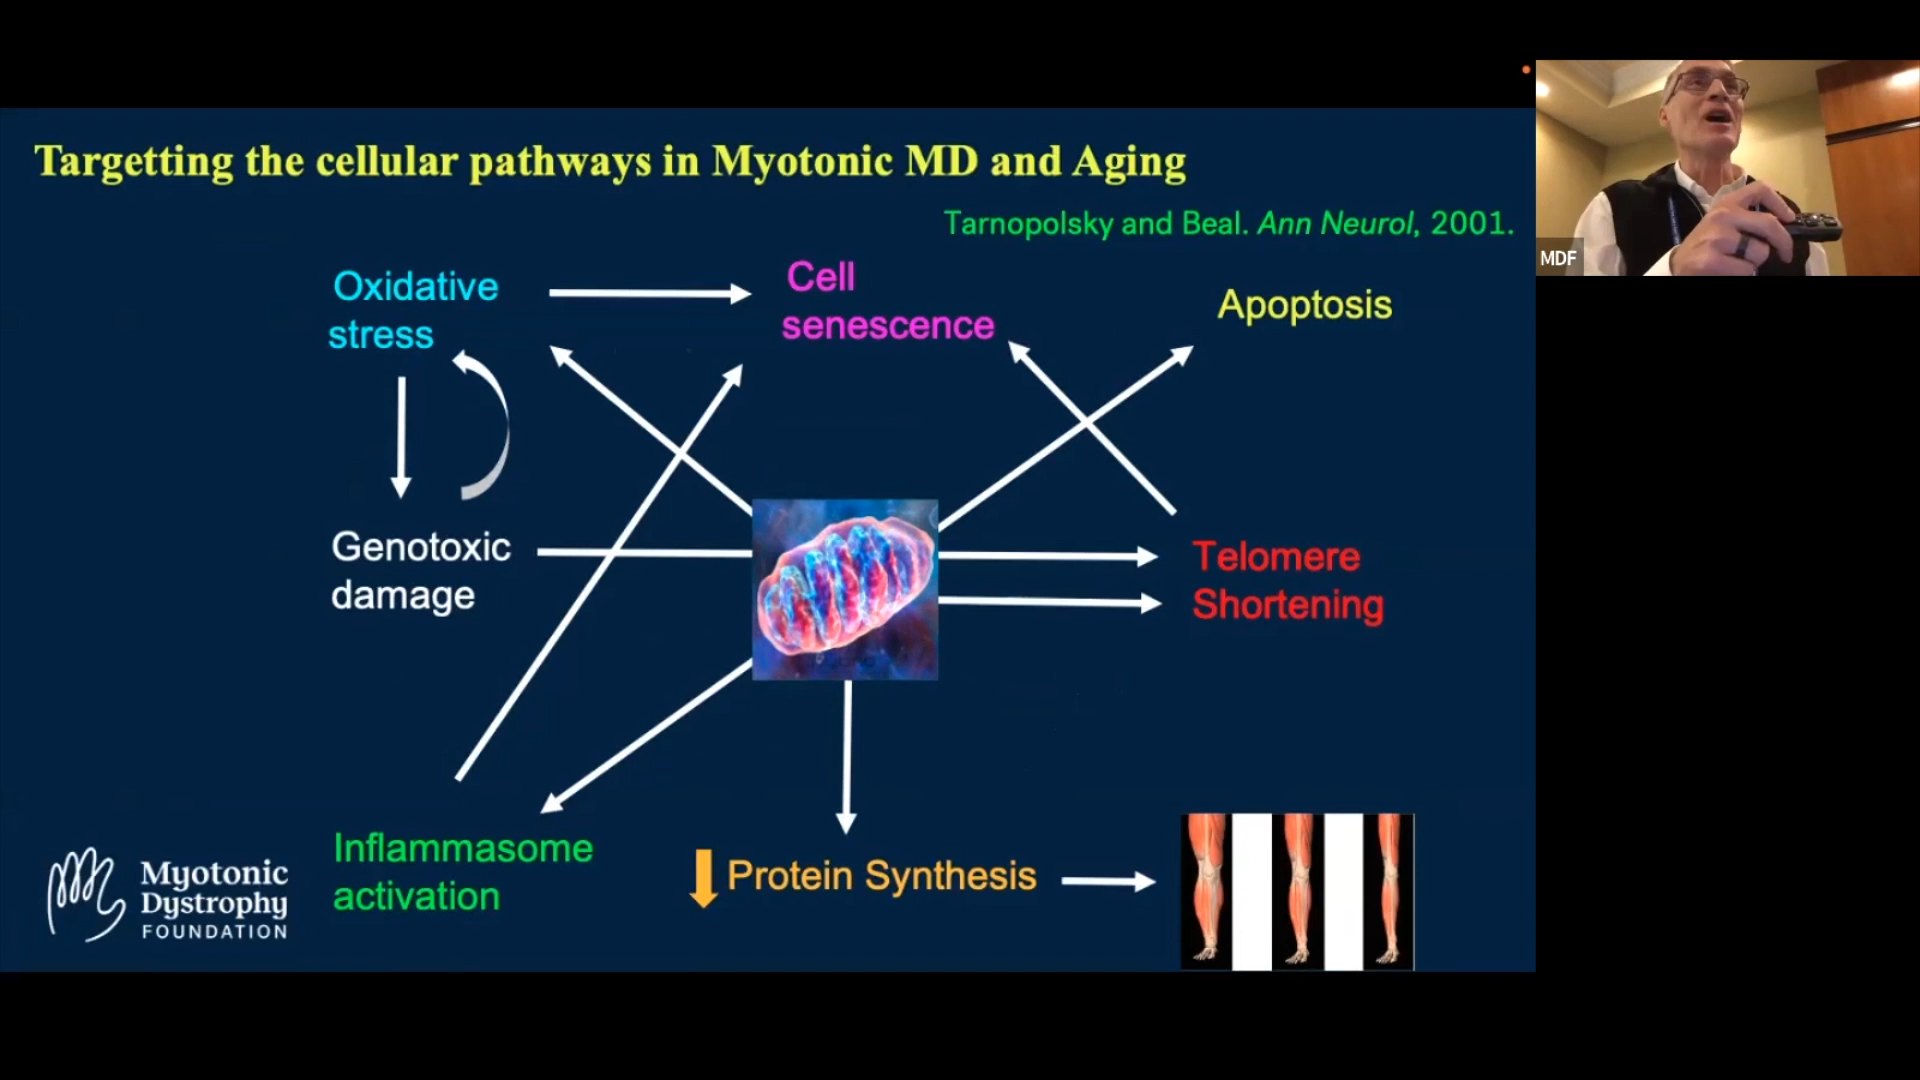 Targetting the cellular pathways in Myotonic MD and Aging
Tarnopolsky and Beal. Ann Neurol, 2001.
MDF
Oxidative
stress
Cell
senescence
Apoptosis
Genotoxic
damage
Telomere
Shortening
Inflammasome
activation
Protein Synthesis
Myotonic
Dystrophy
FOUNDATION